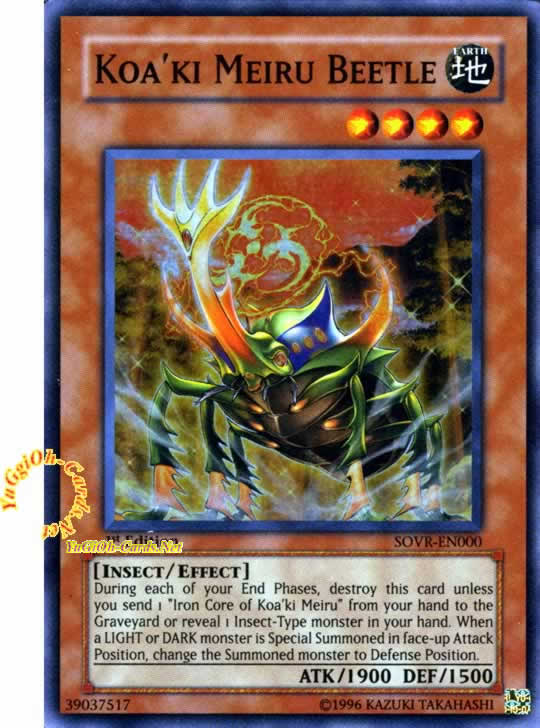 KOA'KI MEIRU BEETLE
EARTH
地
YuGgiOh-Cards.Net
1st Edition
SOVR-EN000
YuGiOh-Cards.Net
[INSECT/EFFECT]
During each of your End Phases, destroy this card unless
you send 1 "Iron Core of Koa'ki Meiru" from your hand to the
Graveyard or reveal 1 Insect-Type monster in your hand. When
a LIGHT or DARK monster is Special Summoned in face-up Attack
Position, change the Summoned monster to Defense Position.
ATK/1900 DEF/1500
39037517
©1996 KAZUKI TAKAHASHI